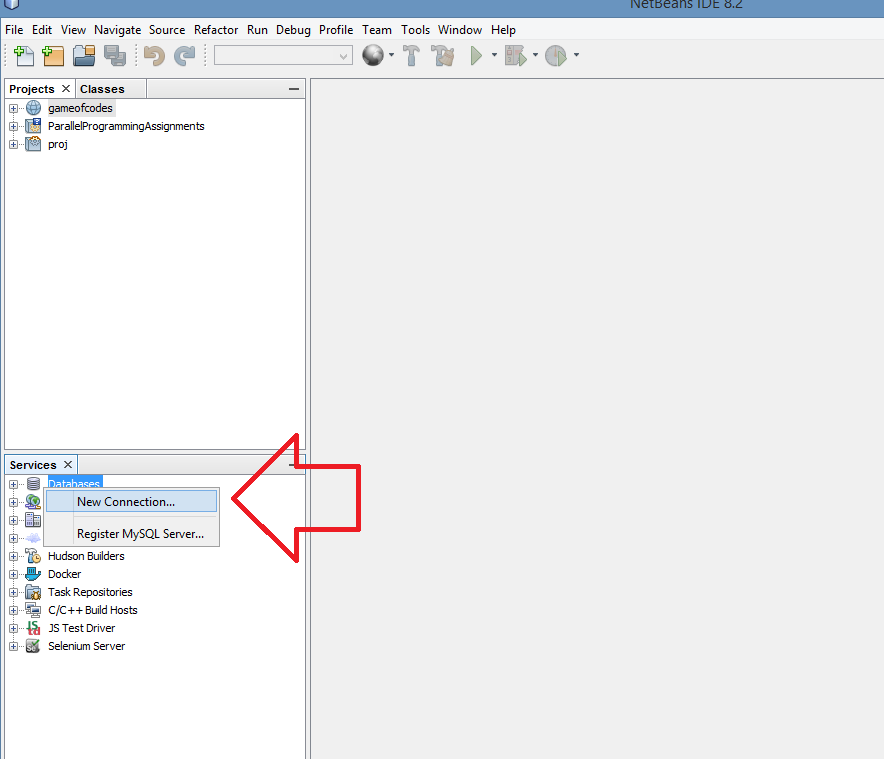 NetBeans IDE 8.2
File Edit View Navigate Source Refactor Run Debug Profile Team Tools Window Help
Projects Classes
gameofcodes
ParallelProgrammingAssignments
proj
Services
Databases
New Connection...
Register MySQL Server...
Hudson Builders
Docker
Task Repositories
C/C++ Build Hosts
JS Test Driver
Selenium Server